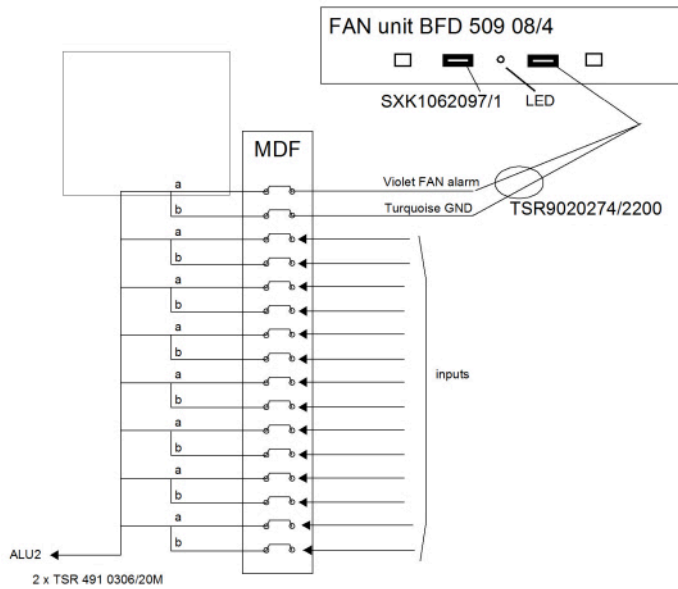 FAN unit BFD 509 08/4
SXK1062097/1 LED
MDF
a Violet FAN alarm
b Turquoise GND TSR9020274/2200
a
b
a
b
a
b
a inputs
b
a
b
a
b
a
b
ALU2
2 x TSR 491 0306/20M